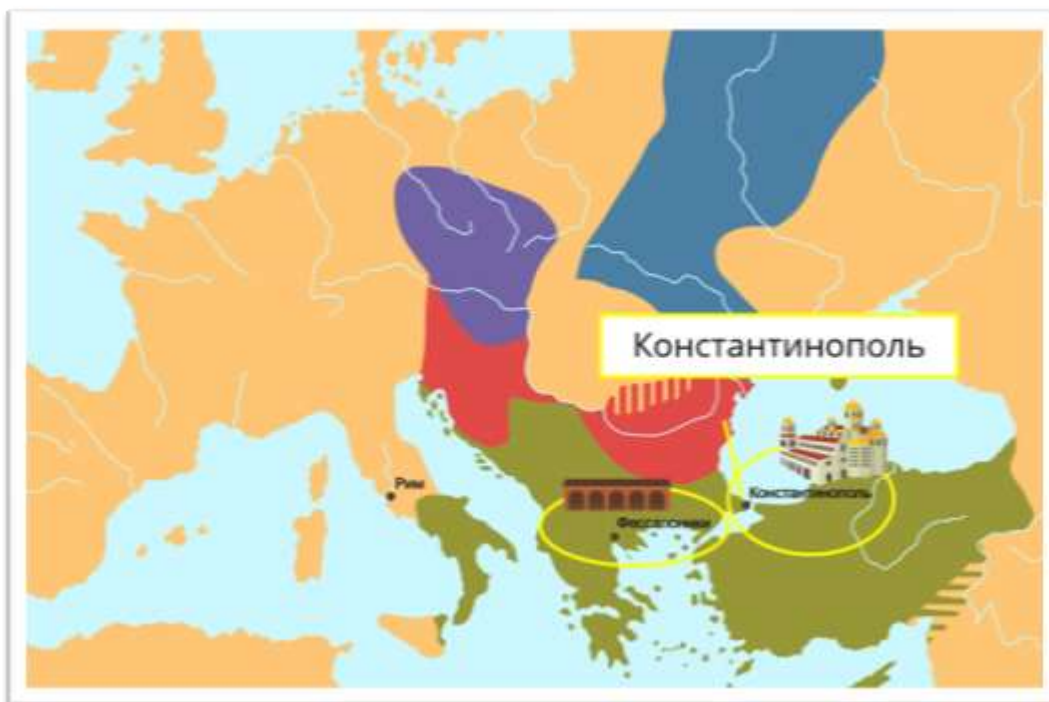 Константинополь
Рим
Константинополь
Фессалоники